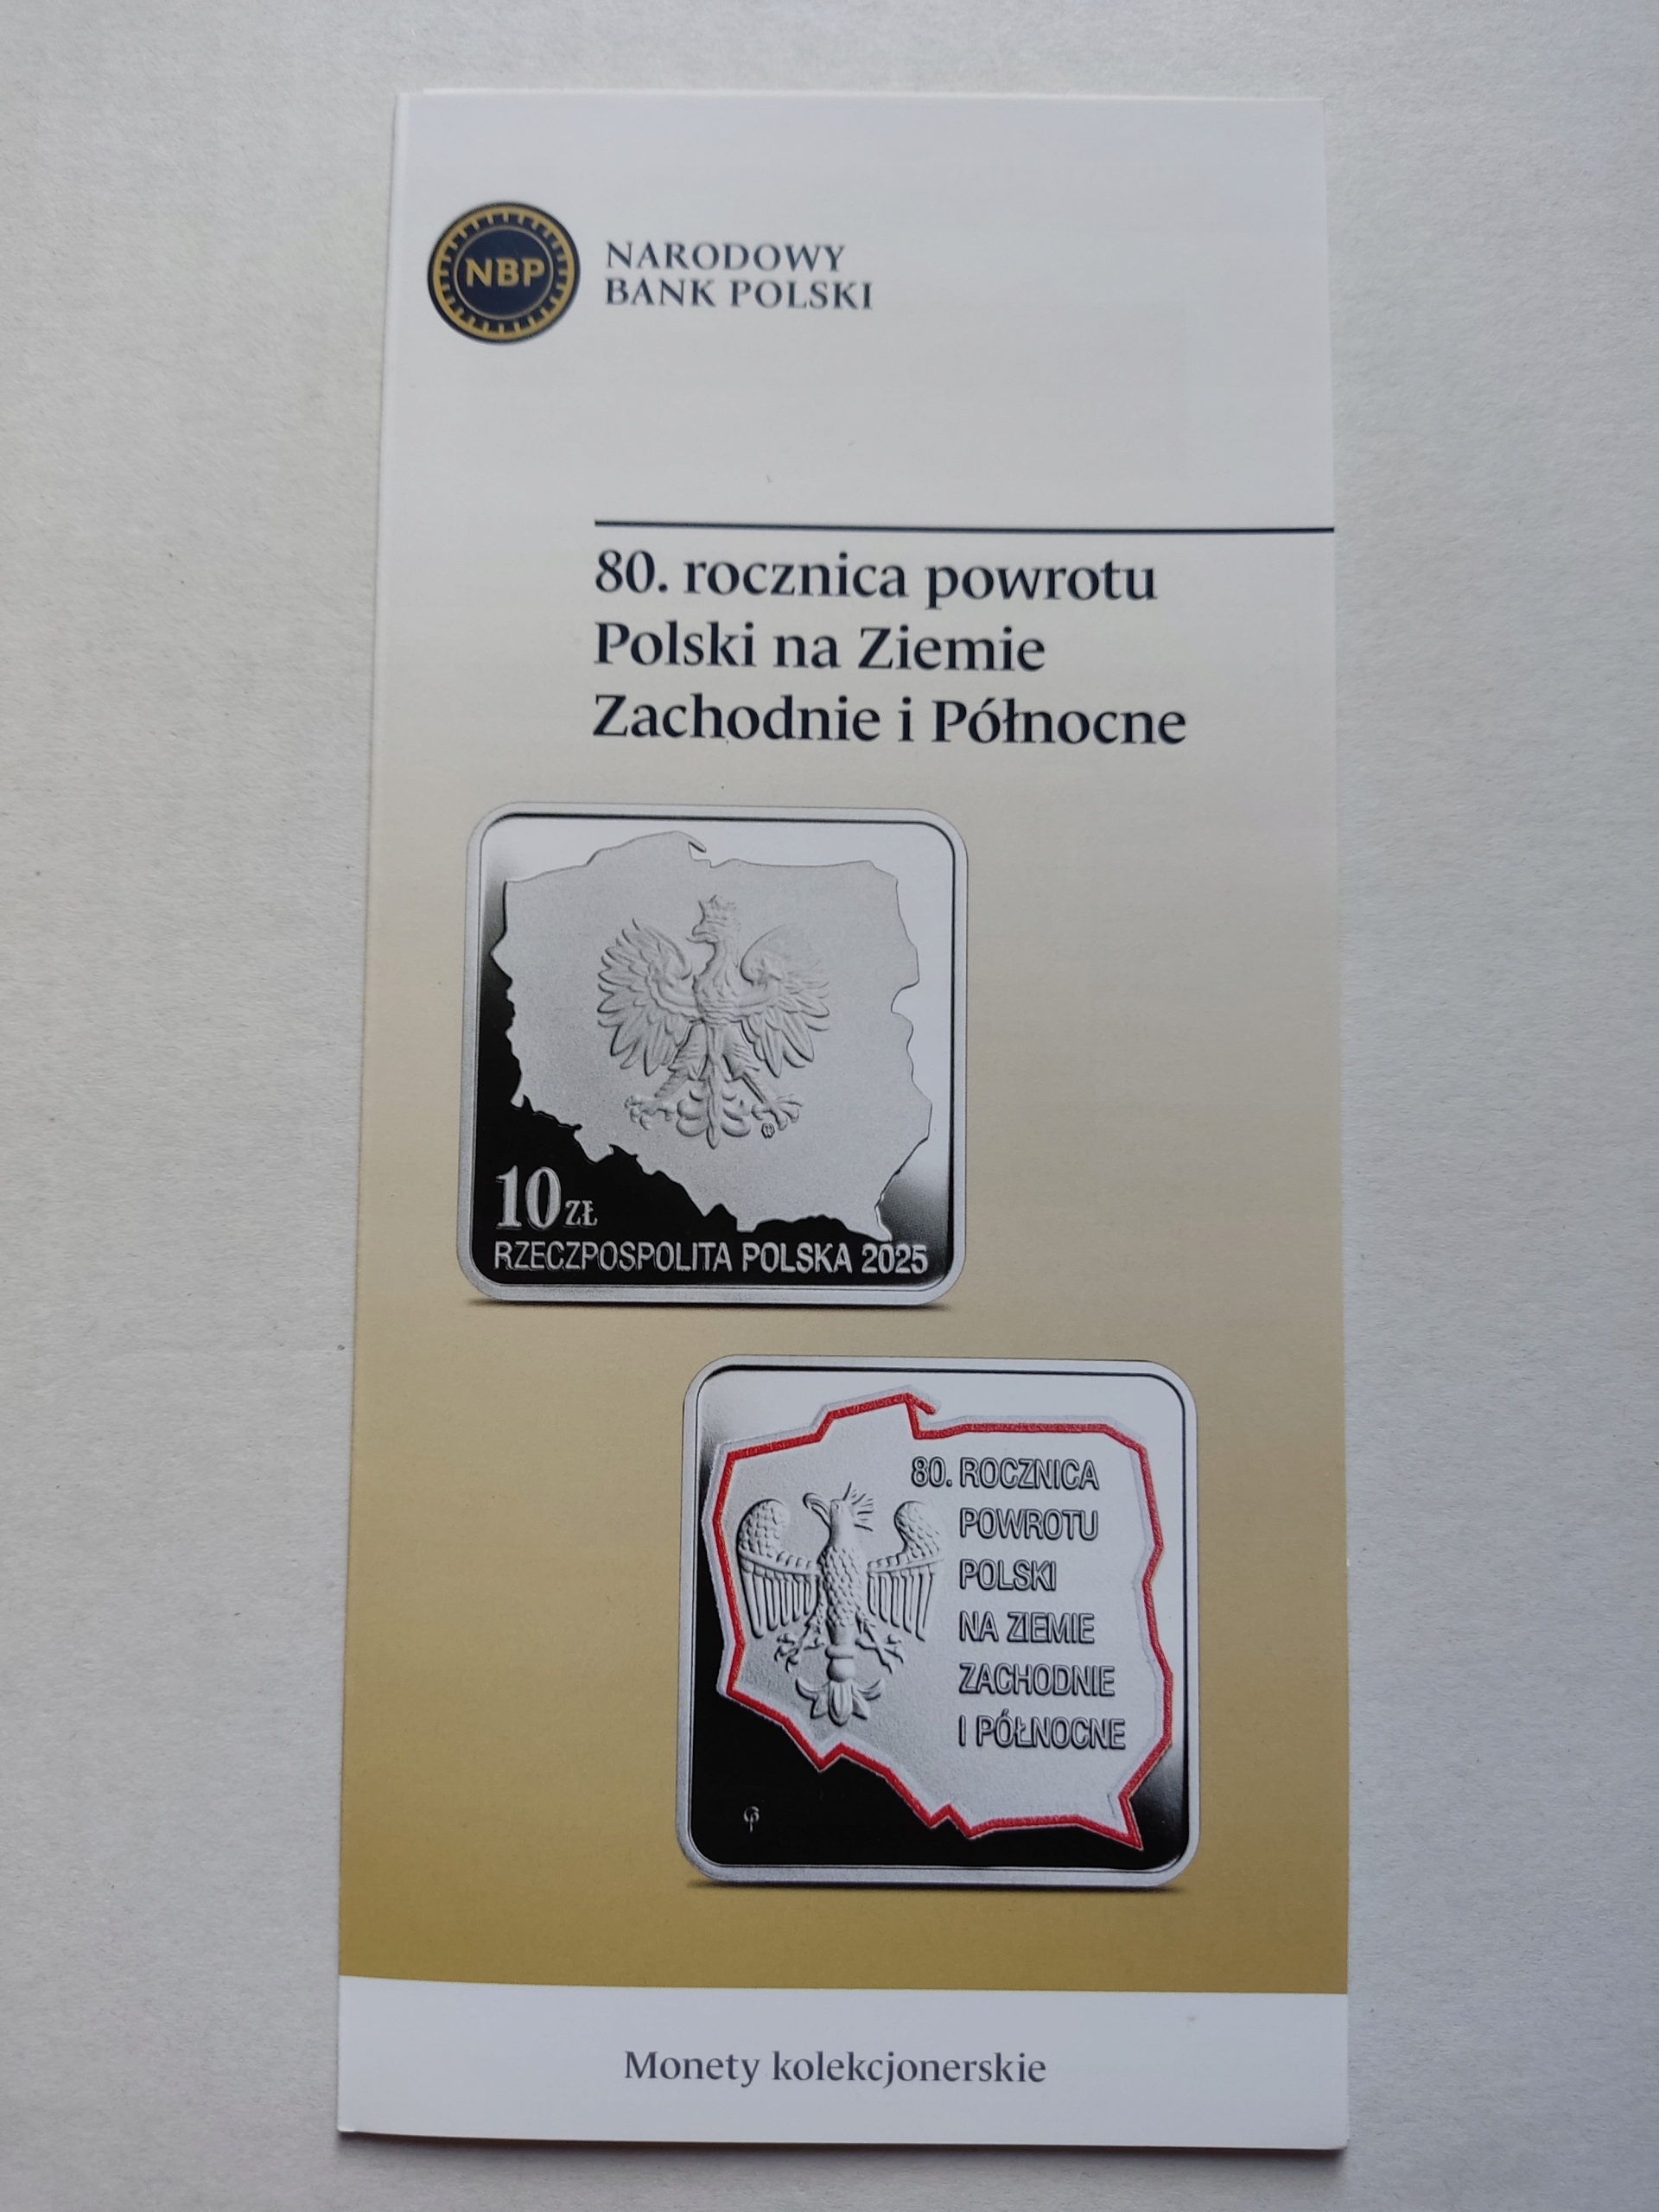 NBP
NARODOWY
BANK POLSKI
80. rocznica powrotu
Polski na Ziemie
Zachodnie i Północne
10 ZŁ
RZECZPOSPOLITA POLSKA 2025
80. ROCZNICA
POWROTU
POLSKI
NA ZIEMIE
ZACHODNIE
I PÓŁNOCNE
Monety kolekcjonerskie